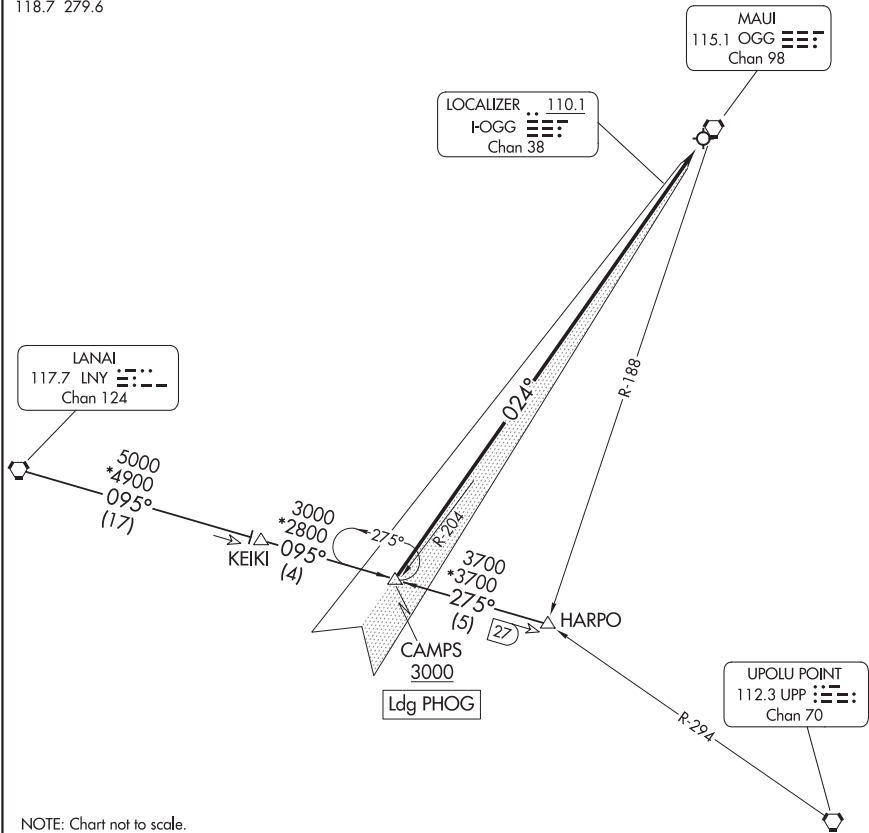 118.7 279.6
MAUI
115.1 OGG
Chan 98
LOCALIZER 110.1
I-OGG
Chan 38
R-188
024°
LANAI
117.7 LNY
Chan 124
5000
*4900
095°
(17)
KEIKI
3000
*2800
095°
(4)
275°
R-204
3700
*3700
275°
(5)
27
HARPO
CAMPS
3000
Ldg PHOG
UPOLU POINT
112.3 UPP
Chan 70
R-294
NOTE: Chart not to scale.